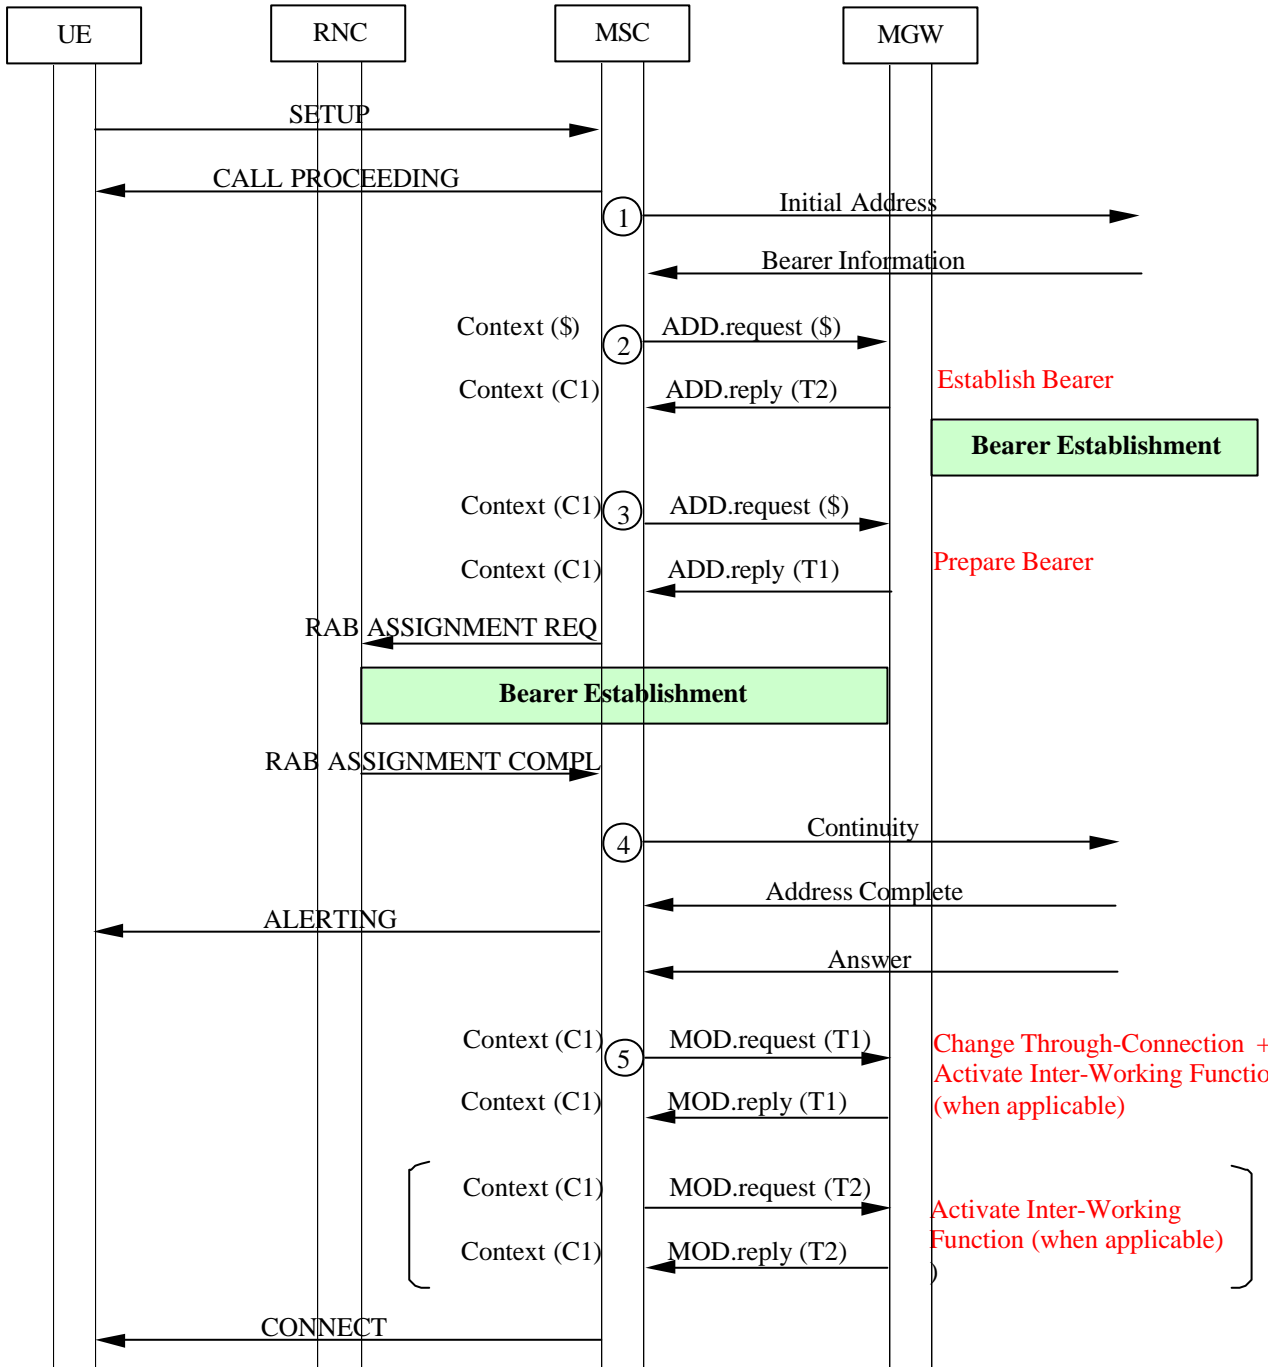 UE
RNC
MSC
MGW
SETUP
CALL PROCEEDING
1
Initial Address
Bearer Information
Context ($)
2
ADD.request ($)
Context (C1)
ADD.reply (T2)
Establish Bearer
Bearer Establishment
Context (C1)
3
ADD.request ($)
Context (C1)
ADD.reply (T1)
Prepare Bearer
RAB ASSIGNMENT REQ
Bearer Establishment
RAB ASSIGNMENT COMPL
4
Continuity
Address Complete
ALERTING
Answer
Context (C1)
5
MOD.request (T1)
Change Through-Connection +
Activate Inter-Working Functio
(when applicable)
Context (C1)
MOD.reply (T1)
Context (C1)
MOD.request (T2)
Activate Inter-Working
Function (when applicable)
)
Context (C1)
MOD.reply (T2)
CONNECT